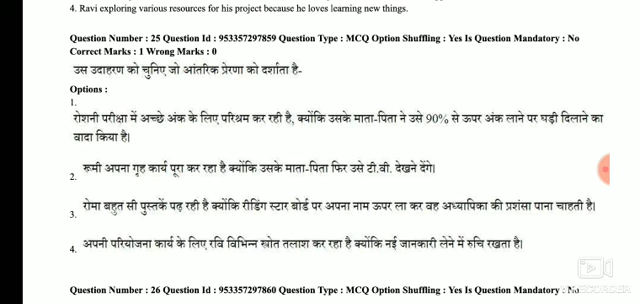 4. Ravi exploring various resources for his project because he loves learning new things.
Question Number : 25 Question Id : 953357297859 Question Type : MCQ Option Shuffling : Yes Is Question Mandatory : No
Correct Marks : 1 Wrong Marks : 0
उस उदाहरण को चुनिए जो आंतरिक प्रेरणा को दर्शाता है-
Options :
1.
रोशनी परीक्षा में अच्छे अंक के लिए परिश्रम कर रही है, क्योंकि उसके माता-पिता ने उसे 90% से ऊपर अंक लाने पर घड़ी दिलाने का
वादा किया है।
2. रूमी अपना गृह कार्य पूरा कर रहा है क्योंकि उसके माता-पिता फिर उसे टी.वी. देखने देंगे।
3. रोमा बहुत सी पुस्तकें पढ़ रही है क्योंकि रीडिंग स्टार बोर्ड पर अपना नाम ऊपर ला कर वह अध्यापिका की प्रशंसा पाना चाहती है।
4. अपनी परियोजना कार्य के लिए रवि विभिन्न स्रोत तलाश कर रहा है क्योंकि नई जानकारी लेने में रुचि रखता है।
RECORDER
Question Number : 26 Question Id : 953357297860 Question Type : MCQ Option Shuffling : Yes Is Question Mandatory : No